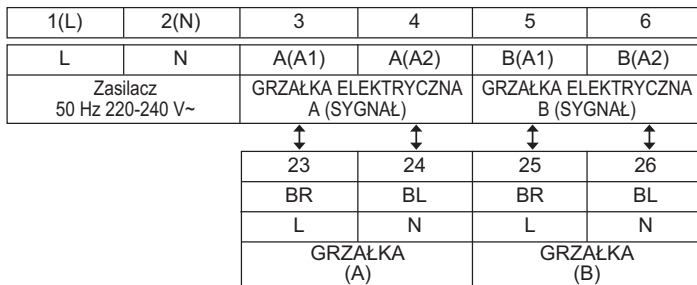 1(L) 2(N) 3 4 5 6
L N A(A1) A(A2) B(A1) B(A2)
Zasilacz
50 Hz 220-240 V~
GRZAŁKA ELEKTRYCZNA
A (SYGNAŁ)
GRZAŁKA ELEKTRYCZNA
B (SYGNAŁ)
23 24 25 26
BR BL BR BL
L N L N
GRZAŁKA
(A)
GRZAŁKA
(B)